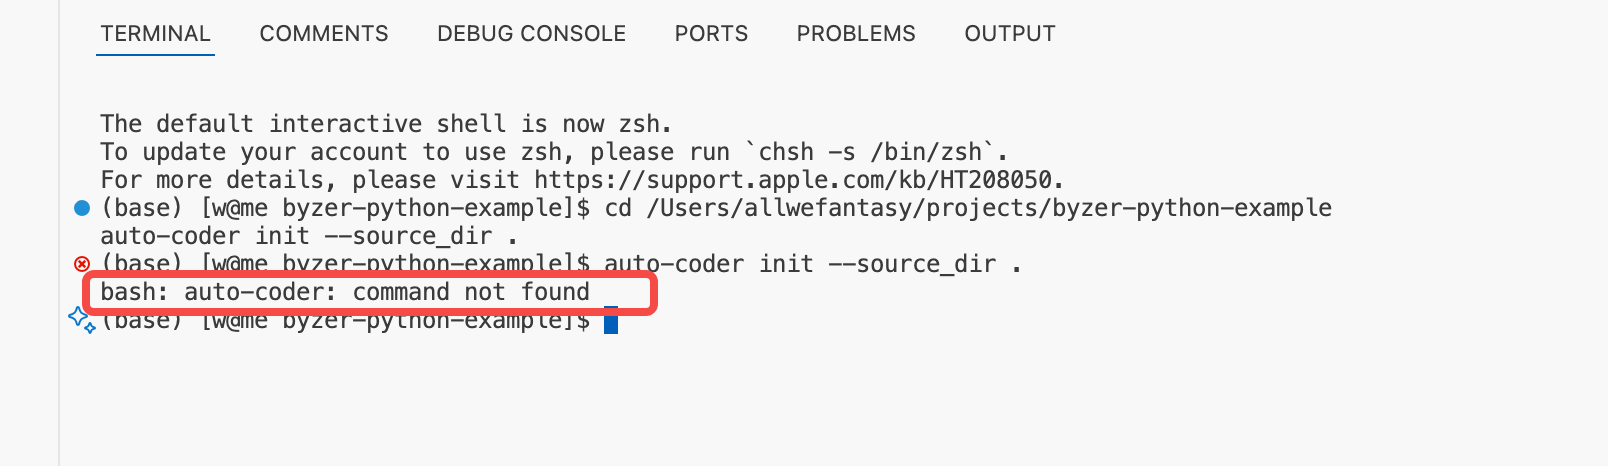 TERMINAL COMMENTS DEBUG CONSOLE PORTS PROBLEMS OUTPUT
The default interactive shell is now zsh.
To update your account to use zsh, please run `chsh -s /bin/zsh`.
For more details, please visit https://support.apple.com/kb/HT208050.
(base) [w@me byzer-python-example]$ cd /Users/allwefantasy/projects/byzer-python-example
auto-coder init --source_dir .
(base) [w@me byzer-python-example]$ auto-coder init --source_dir .
bash: auto-coder: command not found
(base) [w@me byzer-python-example]$